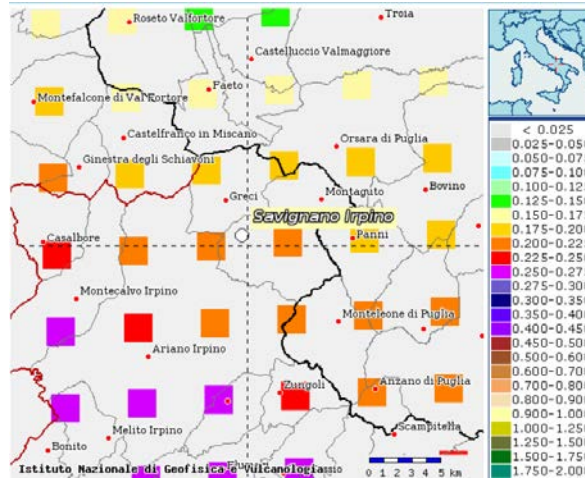 Troia
Roseto Valfortore
Castelluccio Valmaggiore
Faeto
Montefalcone di Val Fortore
Castelfranco in Miscano
Orsara di Puglia
Ginestra degli Schiavoni
Bovino
Greci
Montaguto
Savignano Irpino
Panni
Casalbore
Montecalvo Irpino
Monteleone di Puglia
Ariano Irpino
Zungoli
Anzano di Puglia
Melito Irpino
Scampitella
Bonito
Istituto Nazionale di Geofisica e Vulcanologia
0 1 2 3 4 5 km
< 0.025
0.025-0.05
0.050-0.07
0.075-0.10
0.100-0.12
0.125-0.15
0.150-0.17
0.175-0.20
0.200-0.22
0.225-0.25
0.250-0.27
0.275-0.30
0.300-0.35
0.350-0.40
0.400-0.45
0.450-0.50
0.500-0.60
0.600-0.70
0.700-0.80
0.800-0.90
0.900-1.00
1.000-1.25
1.250-1.50
1.500-1.75
1.750-2.00